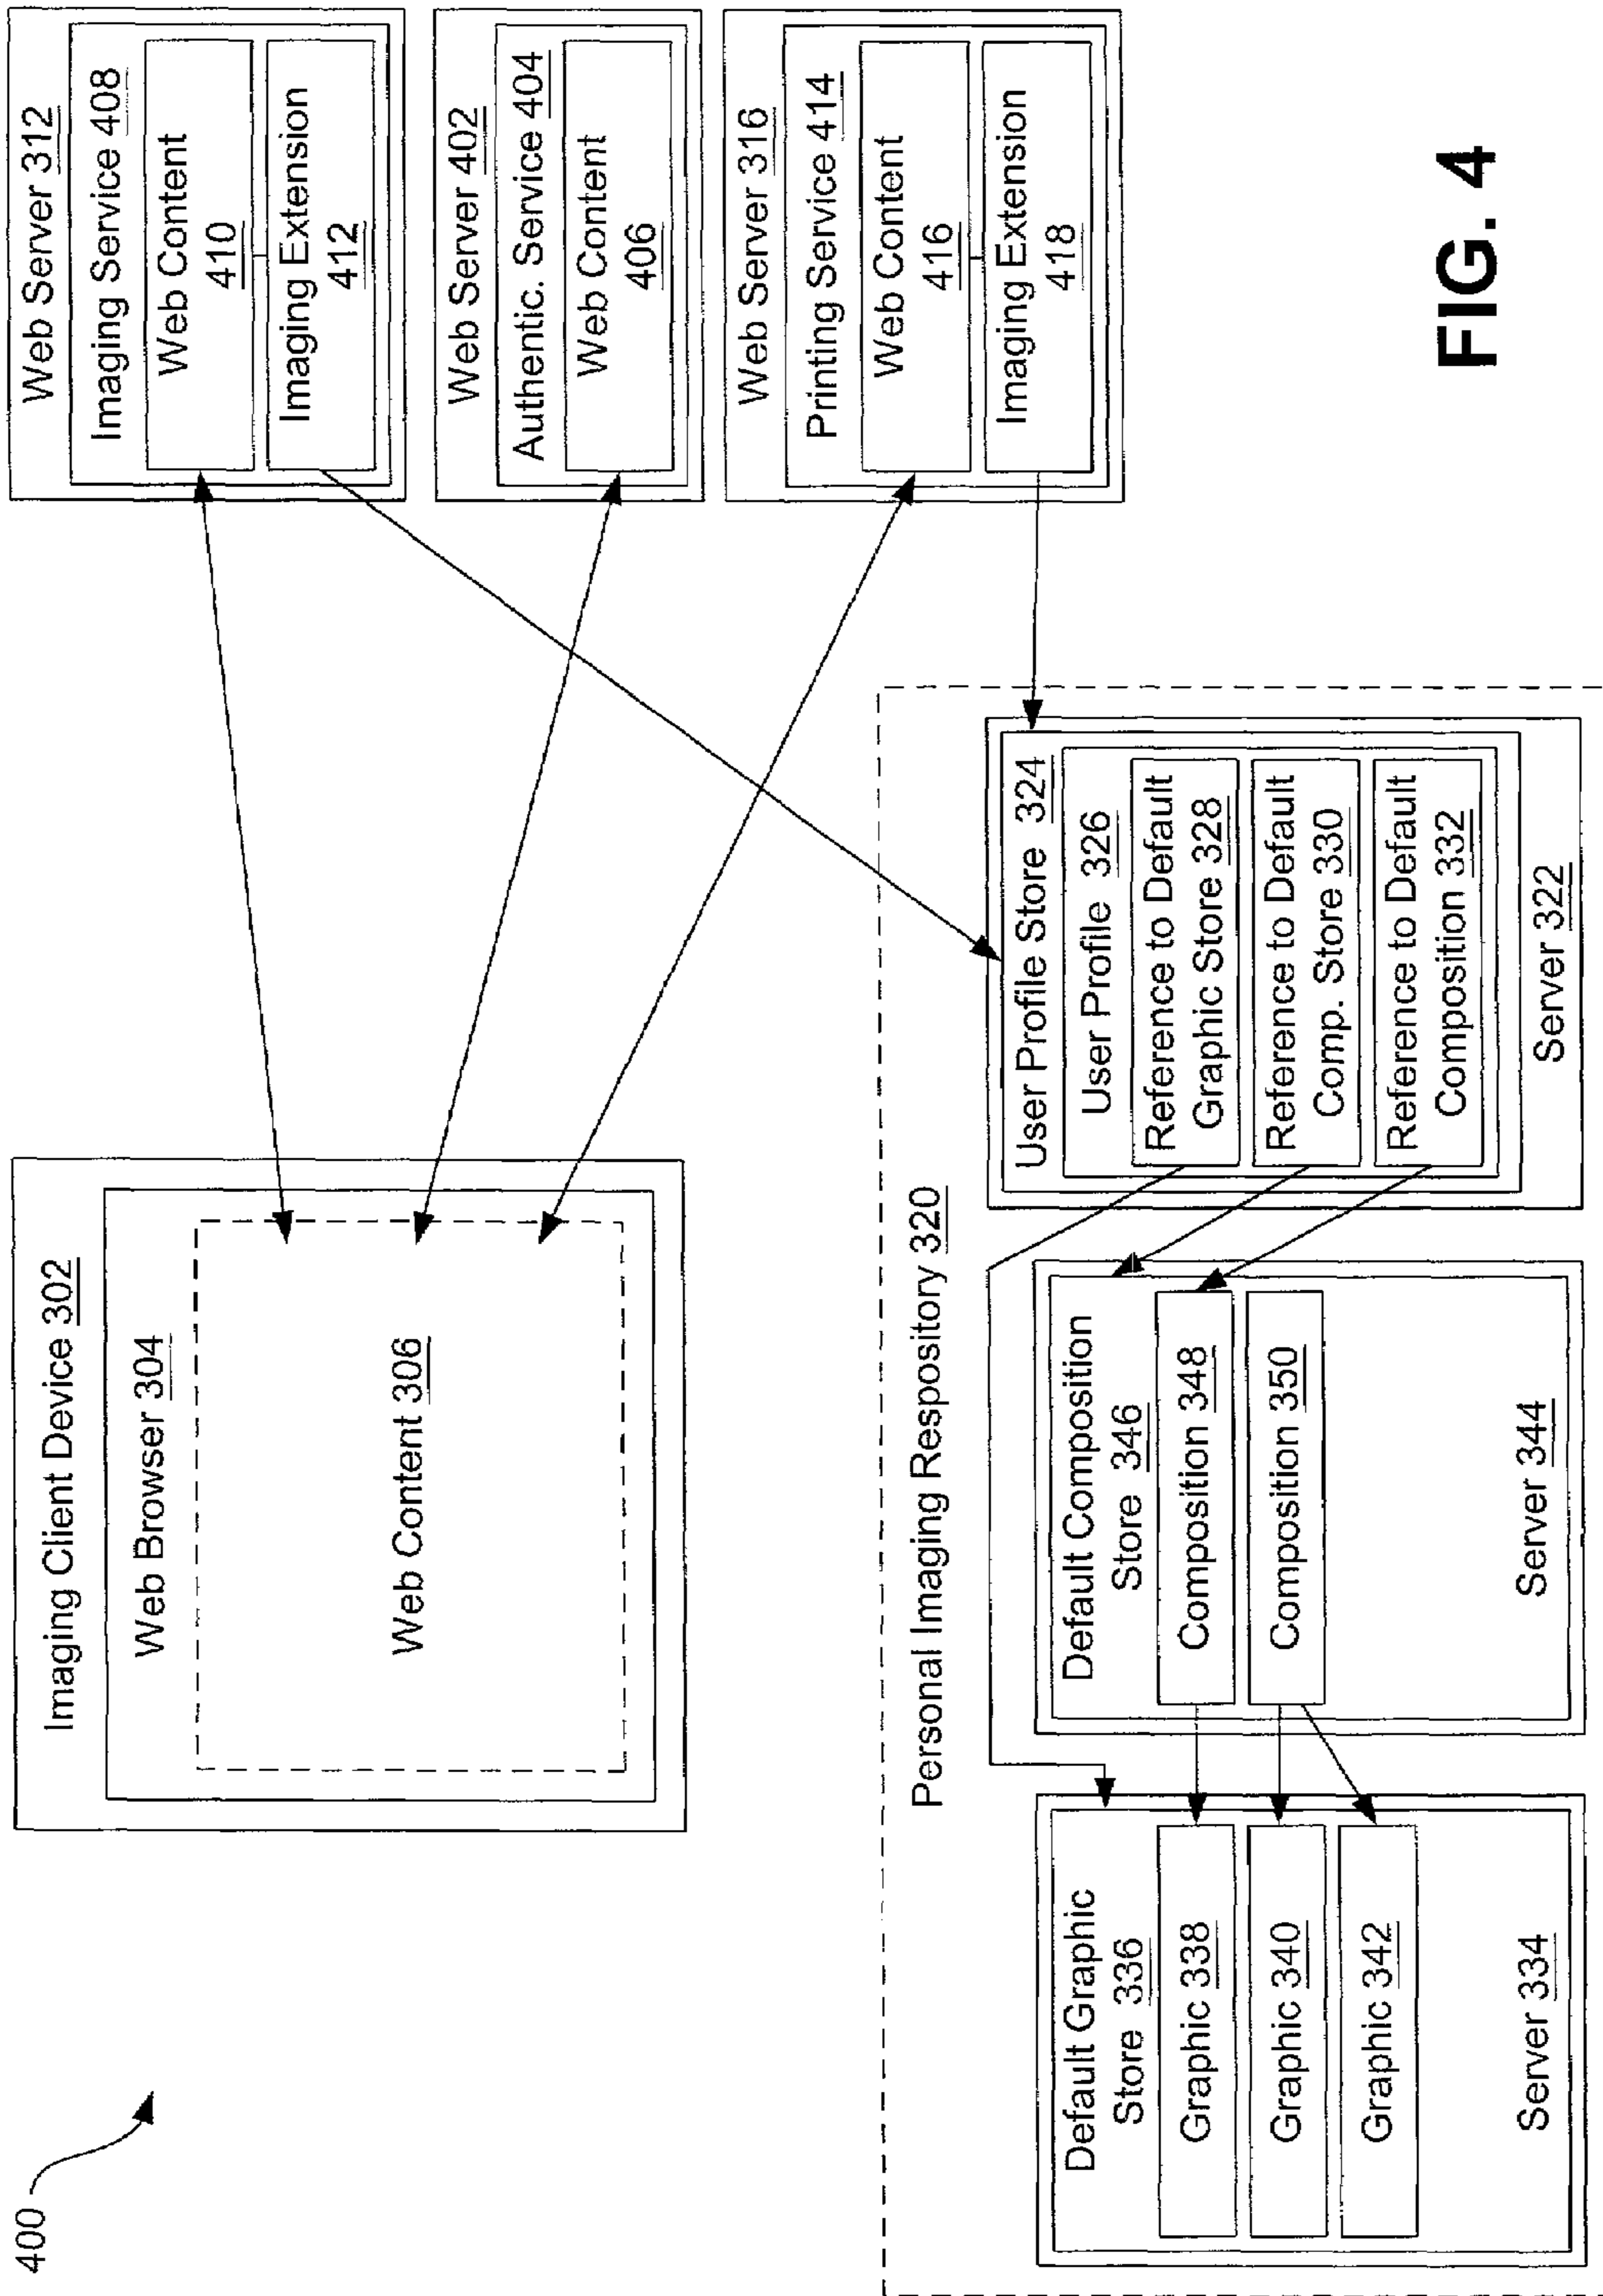 400
Imaging Client Device 302
Web Browser 304
Web Content 306
Web Server 312
Imaging Service 408
Web Content
410
Imaging Extension
412
Web Server 402
Authentic. Service 404
Web Content
406
Web Server 316
Printing Service 414
Web Content
416
Imaging Extension
418
Personal Imaging Respository 320
Default Graphic
Store 336
Graphic 338
Graphic 340
Graphic 342
Server 334
Default Composition
Store 346
Composition 348
Composition 350
Server 344
User Profile Store 324
User Profile 326
Reference to Default
Graphic Store 328
Reference to Default
Comp. Store 330
Reference to Default
Composition 332
Server 322
FIG. 4